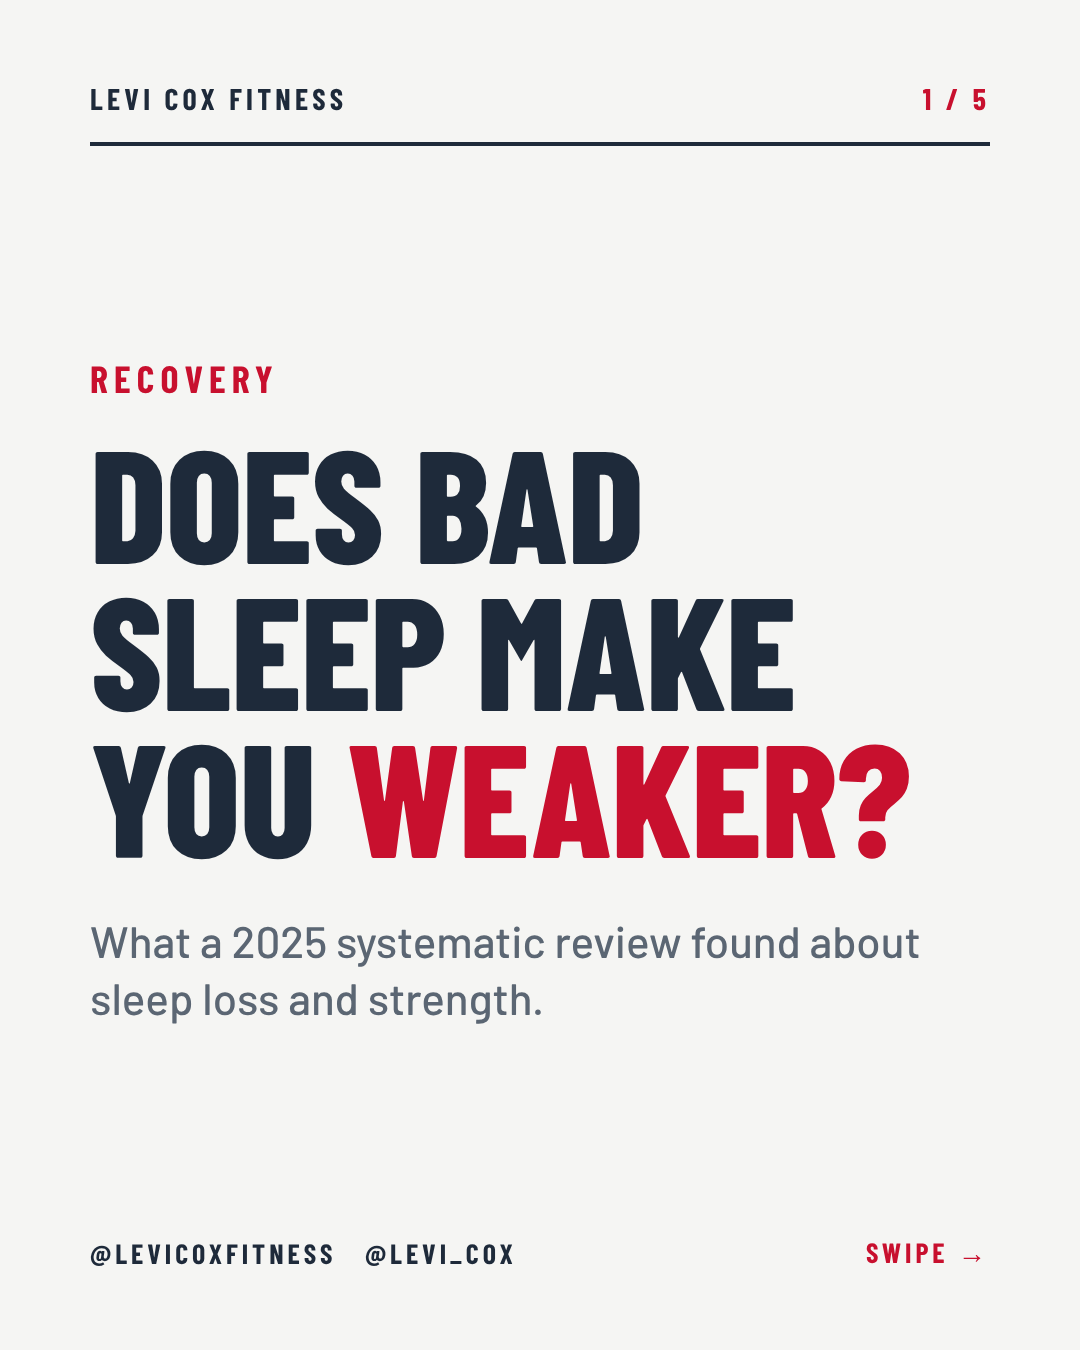 LEVI COX FITNESS
1 / 5
RECOVERY
DOES BAD
SLEEP MAKE
YOU WEAKER?
What a 2025 systematic review found about
sleep loss and strength.
@LEVICOXFITNESS @LEVI_COX
SWIPE →